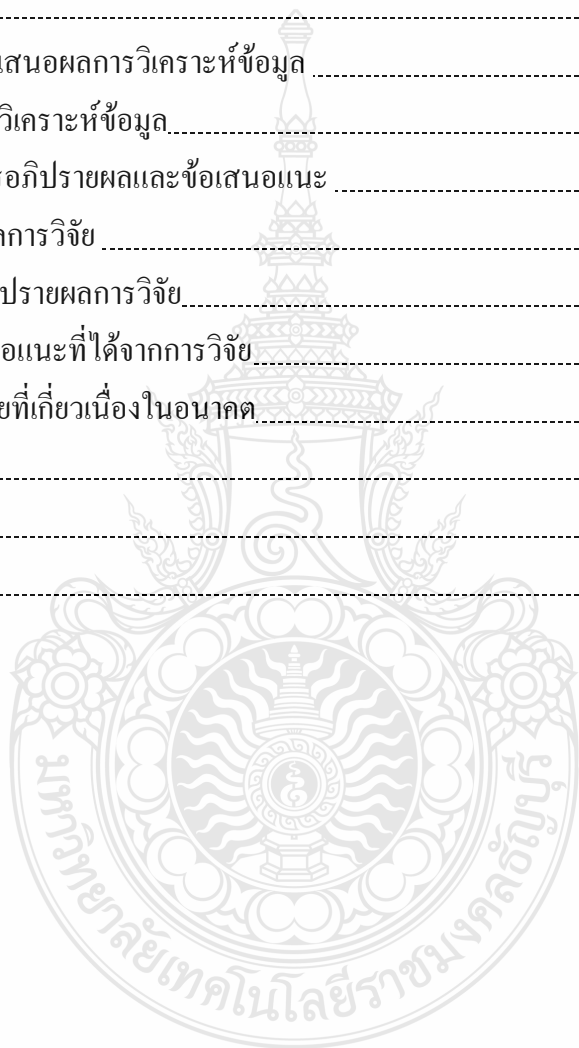 นเสนอผลการวิเคราะห์ข้อมูล
วิเคราะห์ข้อมูล
รอภิปรายผลและข้อเสนอแนะ
ลการวิจัย
ปรายผลการวิจัย
อแนะที่ได้จากการวิจัย
ยที่เกี่ยวเนื่องในอนาคต
มหาวิทยาลัยเทคโนโลยีราชมงคลธัญบุรี